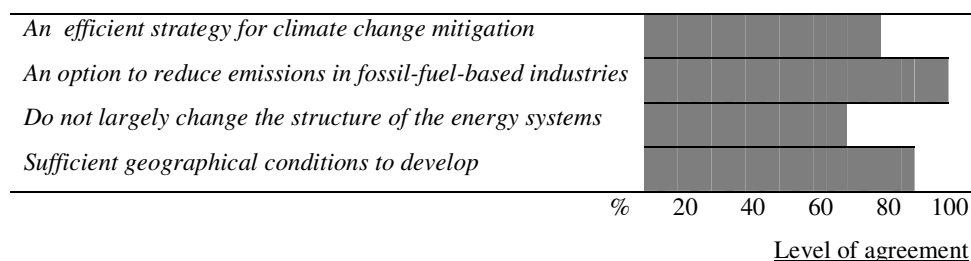 An efficient strategy for climate change mitigation
An option to reduce emissions in fossil-fuel-based industries
Do not largely change the structure of the energy systems
Sufficient geographical conditions to develop
% 20 40 60 80 100
Level of agreement